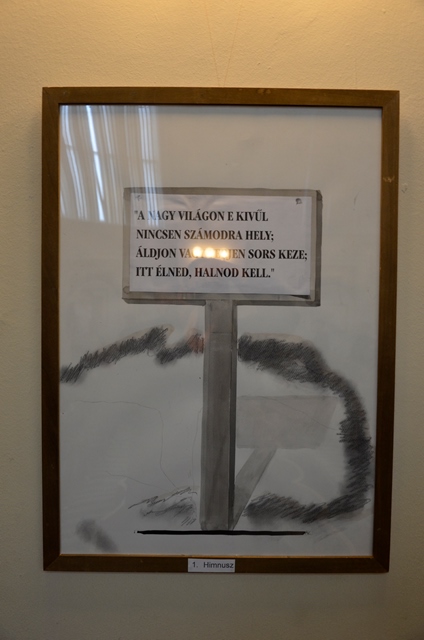 "A NAGY VILÁGON E KIVÜL
NINCSEN SZÁMODRA HELY;
ÁLDJON SORS KEZE;
ITT ÉLNED, HALNOD KELL."
1. Himnusz